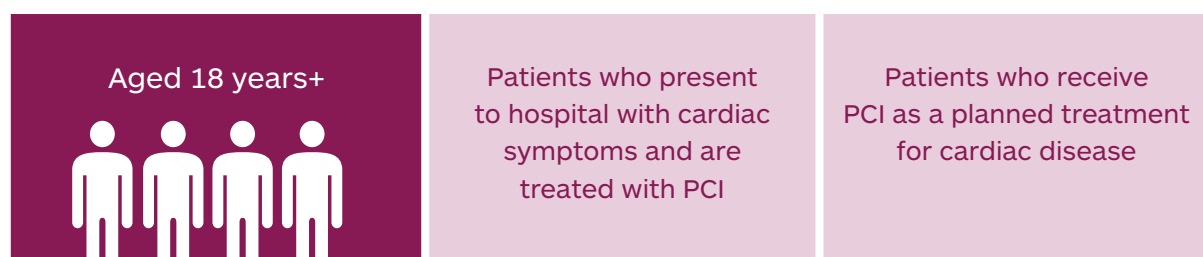 Aged 18 years+
Patients who present
to hospital with cardiac
symptoms and are
treated with PCI
Patients who receive
PCI as a planned treatment
for cardiac disease